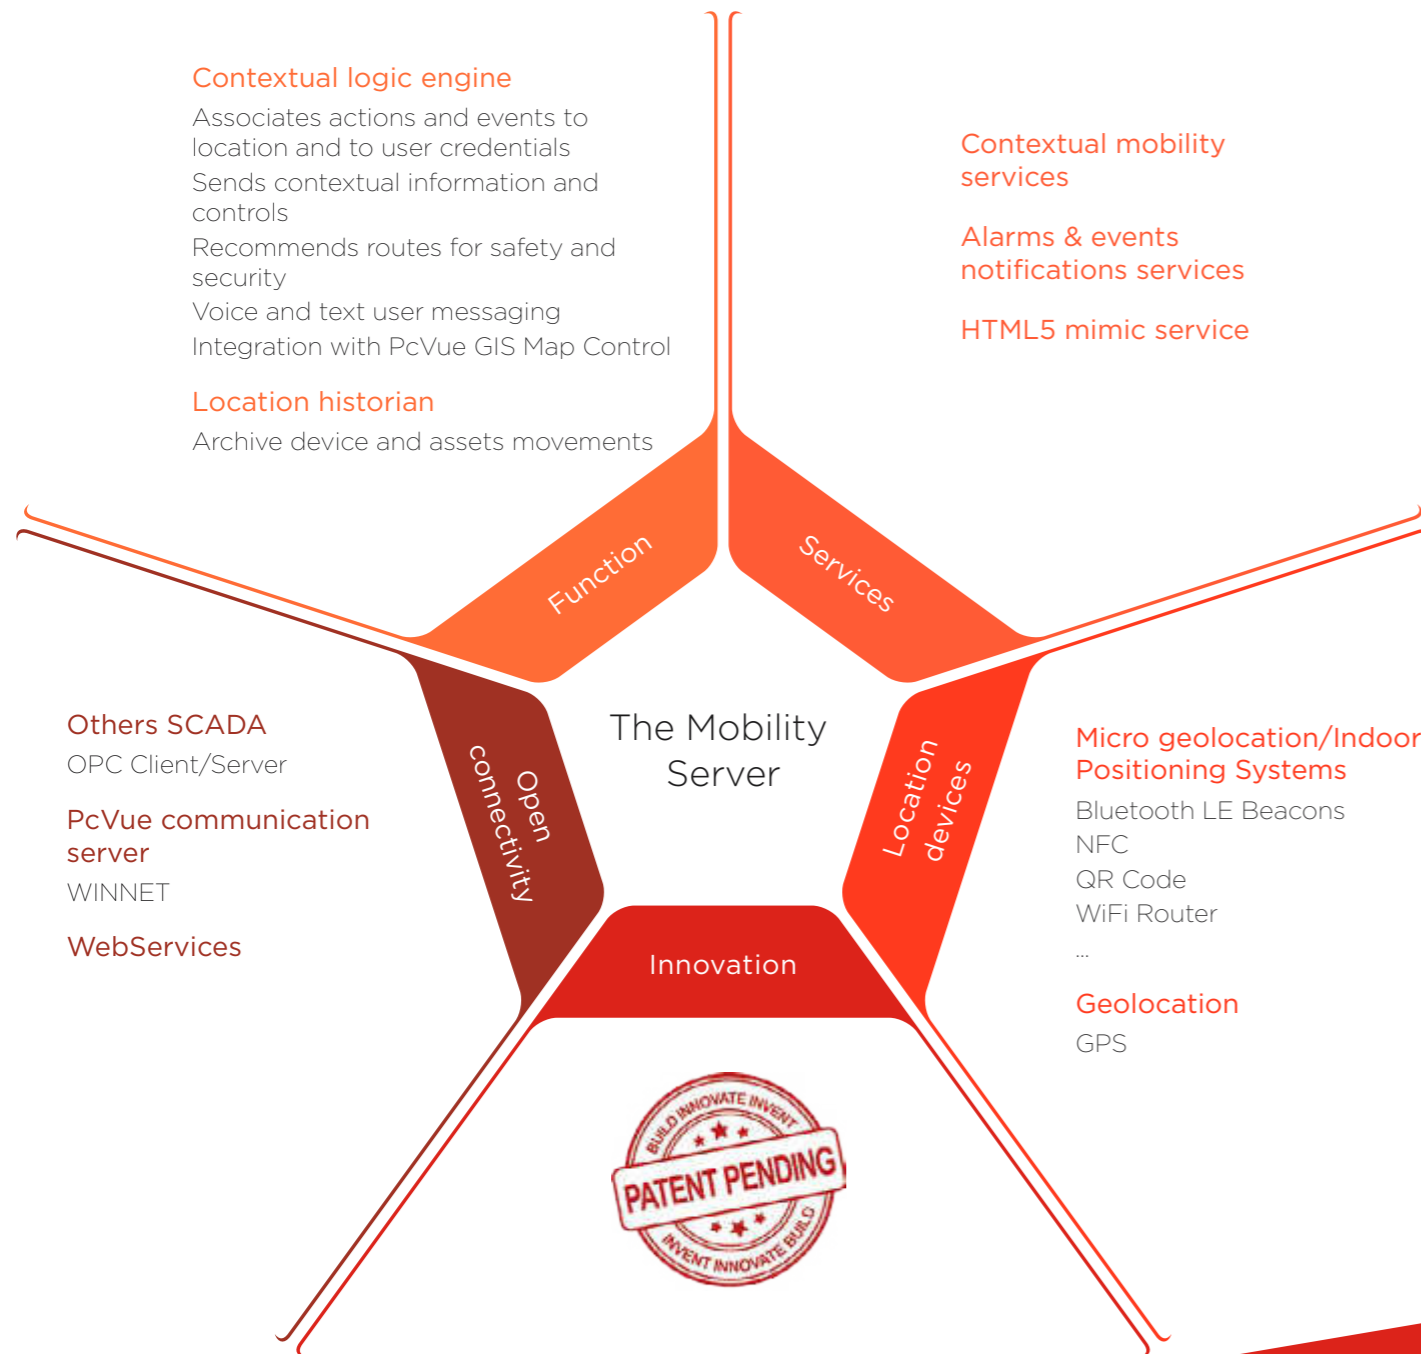 Contextual logic engine
Associates actions and events to
location and to user credentials
Sends contextual information and
controls
Recommends routes for safety and
security
Voice and text user messaging
Integration with PcVue GIS Map Control
Location historian
Archive device and assets movements
Contextual mobility
services
Alarms & events
notifications services
HTML5 mimic service
Function
Services
The Mobility
Server
Others SCADA
OPC Client/Server
PcVue communication
server
WINNET
WebServices
Open
connectivity
Location
devices
Micro geolocation/Indoor
Positioning Systems
Bluetooth LE Beacons
NFC
QR Code
WiFi Router
...
Geolocation
GPS
Innovation
BUILD INNOVATE INVENT
PATENT PENDING
INVENT INNOVATE BUILD